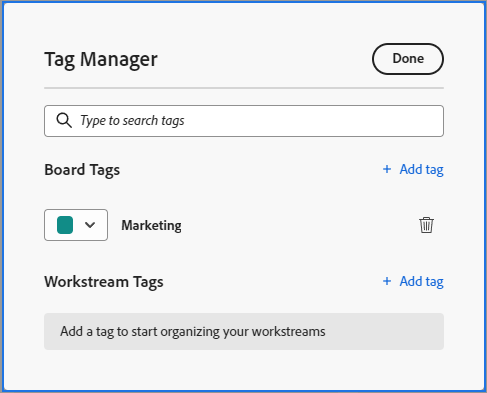 Tag Manager
Done
Type to search tags
Board Tags
+ Add tag
Marketing
Workstream Tags
+ Add tag
Add a tag to start organizing your workstreams